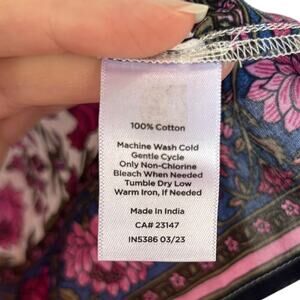 100% Cotton
Machine Wash Cold
Gentle Cycle
Only Non-Chlorine
Bleach When Needed
Tumble Dry Low
Warm Iron, If Needed
Made In India
CA# 23147
IN5386 03/23